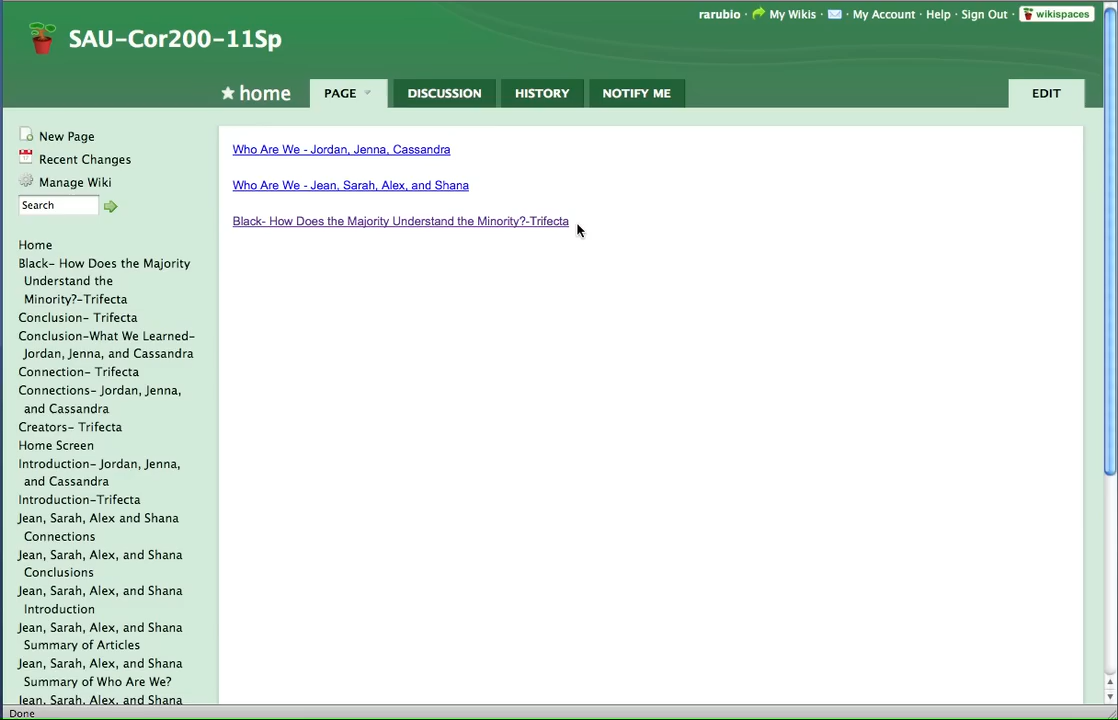 rarubio · My Wikis · · My Account · Help · Sign Out · wikispaces
SAU-Cor200-11Sp
home
PAGE
DISCUSSION
HISTORY
NOTIFY ME
EDIT
New Page
Recent Changes
Manage Wiki
Search
Home
Black- How Does the Majority
Understand the
Minority?-Trifecta
Conclusion- Trifecta
Conclusion-What We Learned-
Jordan, Jenna, and Cassandra
Connection- Trifecta
Connections- Jordan, Jenna,
and Cassandra
Creators- Trifecta
Home Screen
Introduction- Jordan, Jenna,
and Cassandra
Introduction-Trifecta
Jean, Sarah, Alex and Shana
Connections
Jean, Sarah, Alex, and Shana
Conclusions
Jean, Sarah, Alex, and Shana
Introduction
Jean, Sarah, Alex, and Shana
Summary of Articles
Jean, Sarah, Alex, and Shana
Summary of Who Are We?
Jean, Sarah, Alex, and Shana
Who Are We - Jordan, Jenna, Cassandra
Who Are We - Jean, Sarah, Alex, and Shana
Black- How Does the Majority Understand the Minority?-Trifecta
Done